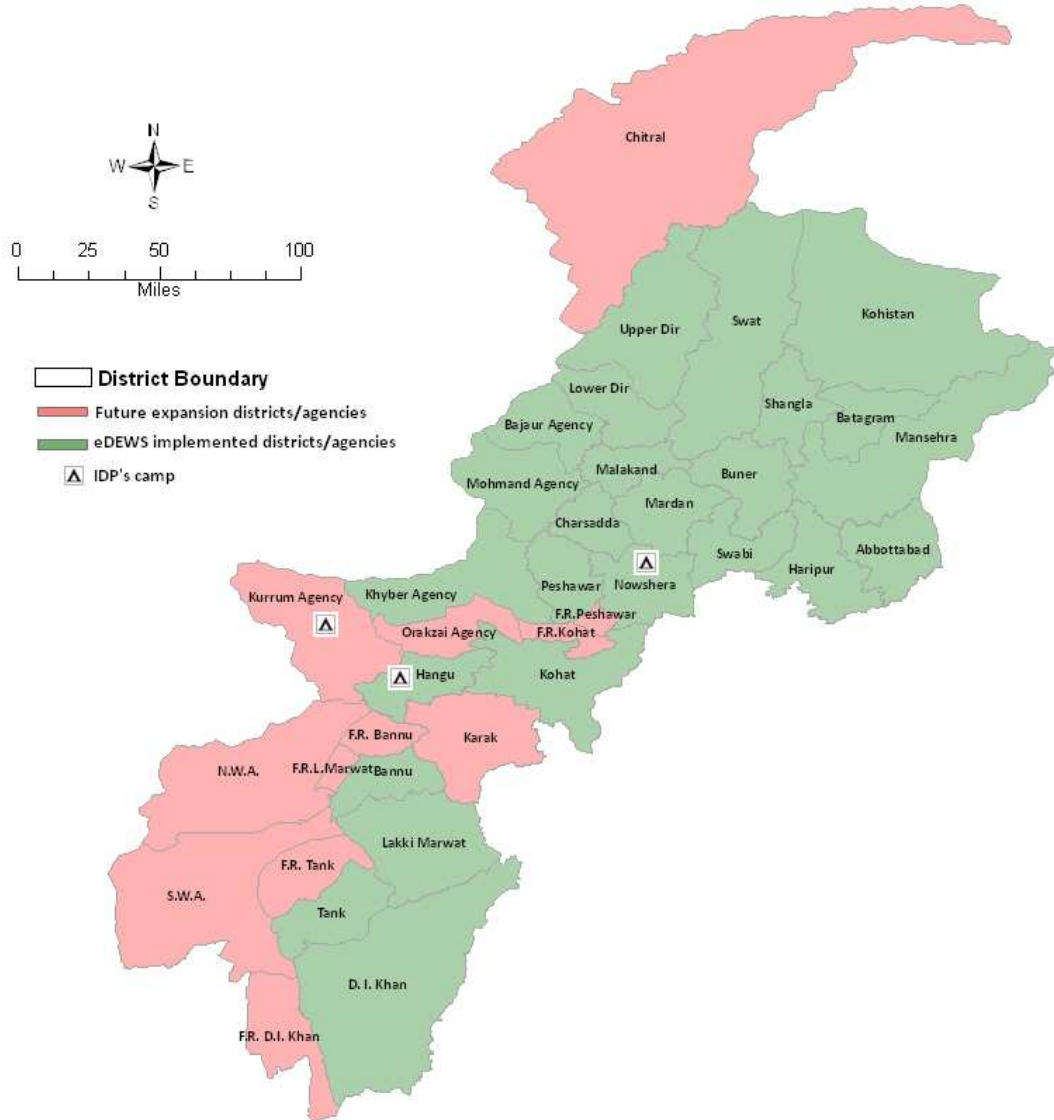 N
W E
S
0 25 50 100
Miles
District Boundary
Future expansion districts/agencies
eDEWS implemented districts/agencies
IDP's camp
Chitral
Upper Dir
Swat
Kohistan
Lower Dir
Shangla
Batagram
Bajaur Agency
Mansehra
Malakand
Buner
Mohmand Agency
Mardan
Charsadda
Swabi
Abbottabad
Haripur
Peshawar
Nowshera
Kurrum Agency
Khyber Agency
F.R.Peshawar
Orakzai Agency
F.R.Kohat
Hangu
Kohat
F.R. Bannu
Karak
N.W.A.
F.R.L.Marwat
Bannu
Lakki Marwat
F.R. Tank
S.W.A.
Tank
D. I. Khan
F.R. D.I. Khan